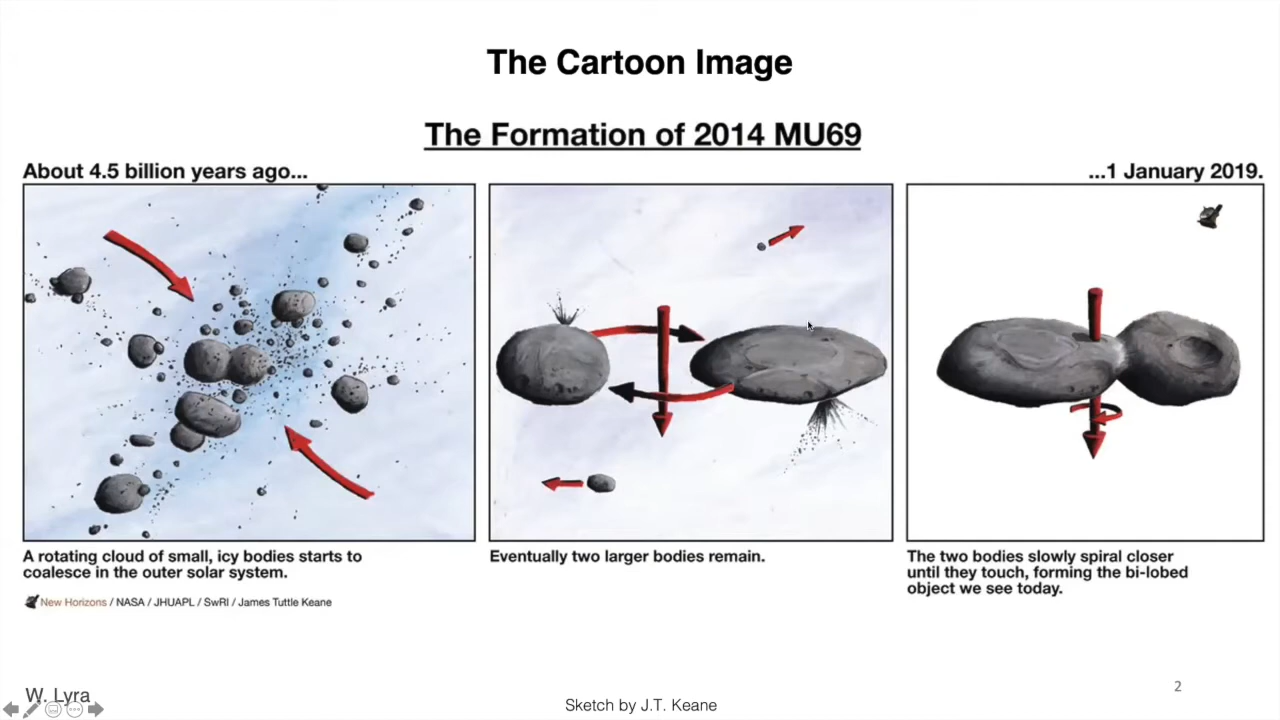 The Cartoon Image
The Formation of 2014 MU69
About 4.5 billion years ago...
...1 January 2019.
A rotating cloud of small, icy bodies starts to
coalesce in the outer solar system.
Eventually two larger bodies remain.
The two bodies slowly spiral closer
until they touch, forming the bi-lobed
object we see today.
New Horizons / NASA / JHUAPL / SwRI / James Tuttle Keane
W. Lyra
Sketch by J.T. Keane
2